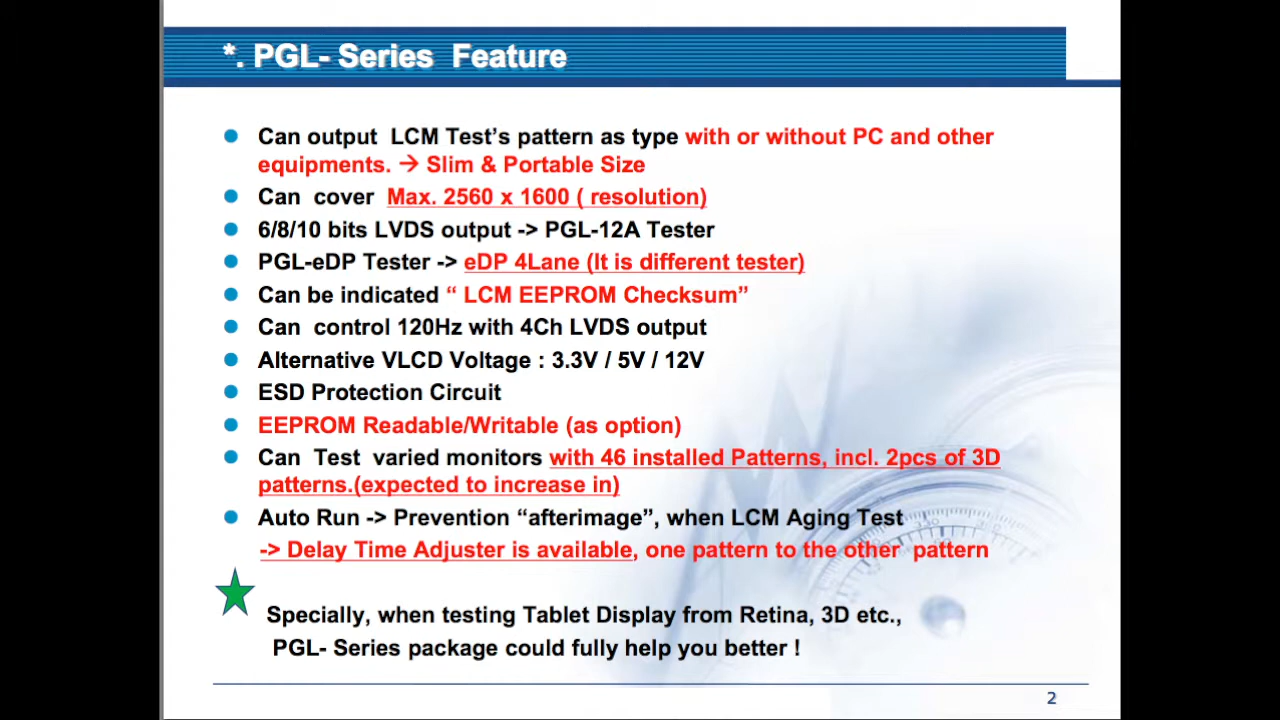 *. PGL- Series Feature
Can output LCM Test’s pattern as type with or without PC and other
equipments. → Slim & Portable Size
Can cover Max. 2560 x 1600 ( resolution)
6/8/10 bits LVDS output -> PGL-12A Tester
PGL-eDP Tester -> eDP 4Lane (It is different tester)
Can be indicated “ LCM EEPROM Checksum”
Can control 120Hz with 4Ch LVDS output
Alternative VLCD Voltage : 3.3V / 5V / 12V
ESD Protection Circuit
EEPROM Readable/Writable (as option)
Can Test varied monitors with 46 installed Patterns, incl. 2pcs of 3D
patterns.(expected to increase in)
Auto Run -> Prevention “afterimage”, when LCM Aging Test
-> Delay Time Adjuster is available, one pattern to the other pattern
Specially, when testing Tablet Display from Retina, 3D etc.,
PGL- Series package could fully help you better !
2